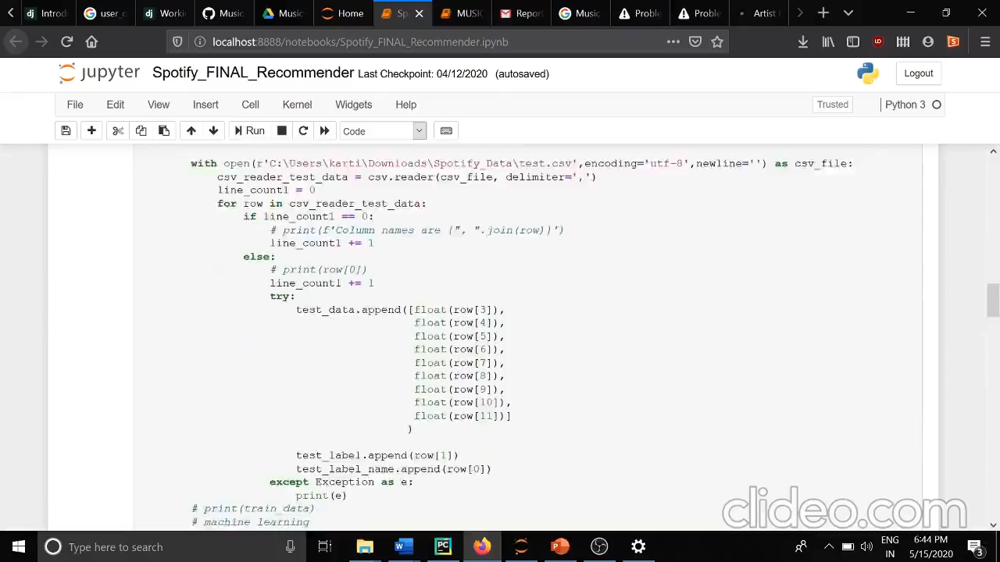 Introd
user_c
Worki
Music
Music
Home
Sp
MUSIC
Report
Music
Proble
Proble
Artist
localhost:8888/notebooks/Spotify_FINAL_Recommender.ipynb
jupyter Spotify_FINAL_Recommender Last Checkpoint: 04/12/2020 (autosaved)
Logout
File Edit View Insert Cell Kernel Widgets Help
Trusted Python 3
Run Code
with open(r'C:\Users\karti\Downloads\Spotify_Data\test.csv',encoding='utf-8',newline='') as csv_file:
csv_reader_test_data = csv.reader(csv_file, delimiter=',')
line_count1 = 0
for row in csv_reader_test_data:
if line_count1 == 0:
# print(f'Column names are {", ".join(row)}')
line_count1 += 1
else:
# print(row[0])
line_count1 += 1
try:
test_data.append([float(row[3]),
float(row[4]),
float(row[5]),
float(row[6]),
float(row[7]),
float(row[8]),
float(row[9]),
float(row[10]),
float(row[11])]
)
test_label.append(row[1])
test_label_name.append(row[0])
except Exception as e:
print(e)
# print(train_data)
# machine learning
clideo.com
Type here to search
ENG
IN
6:44 PM
5/15/2020
3